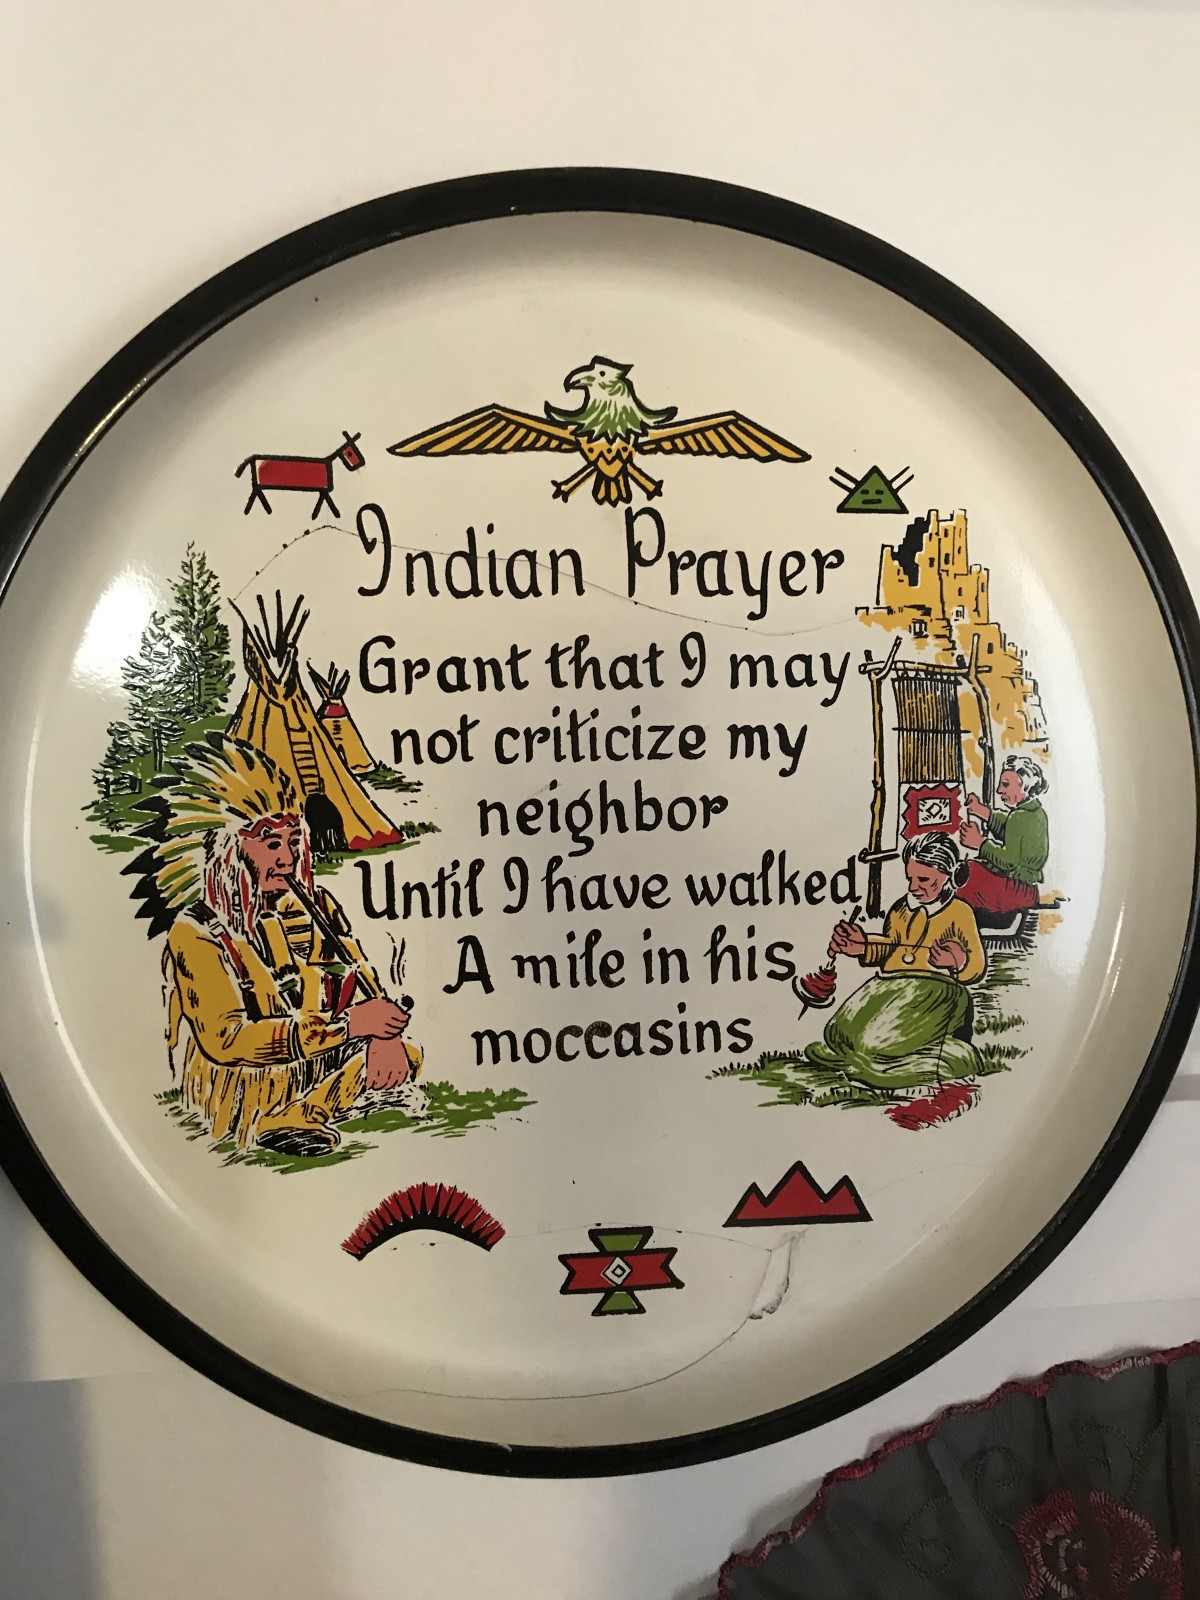 Indian Prayer
Grant that I may
not criticize my
neighbor
Until I have walked
A mile in his
moccasins